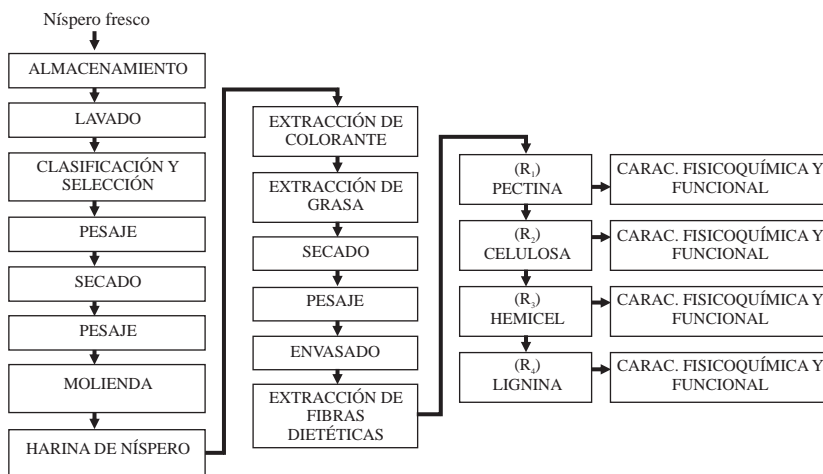 Níspero fresco
ALMACENAMIENTO
LAVADO
CLASIFICACIÓN Y
SELECCIÓN
PESAJE
SECADO
PESAJE
MOLIENDA
HARINA DE NÍSPERO
EXTRACCIÓN DE
COLORANTE
EXTRACCIÓN DE
GRASA
SECADO
PESAJE
ENVASADO
EXTRACCIÓN DE
FIBRAS
DIETÉTICAS
(R₁)
PECTINA
CARAC. FISICOQUÍMICA Y
FUNCIONAL
(R₂)
CELULOSA
CARAC. FISICOQUÍMICA Y
FUNCIONAL
(R₃)
HEMICEL
CARAC. FISICOQUÍMICA Y
FUNCIONAL
(R₄)
LIGNINA
CARAC. FISICOQUÍMICA Y
FUNCIONAL